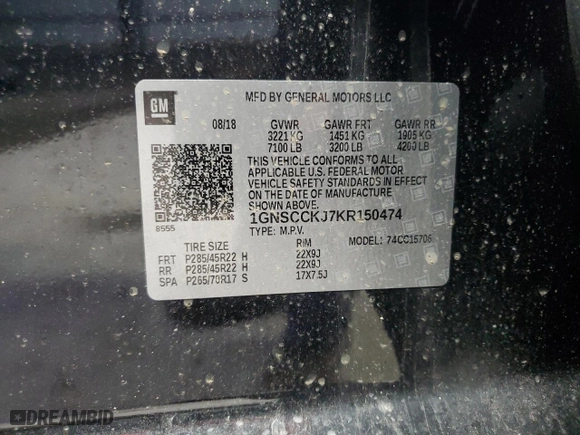 GM
MFD BY GENERAL MOTORS LLC
08/18 GVWR GAWR FRT GAWR RR
3221 KG 1451 KG 1905 KG
7100 LB 3200 LB 4200 LB
THIS VEHICLE CONFORMS TO ALL
APPLICABLE U.S. FEDERAL MOTOR
VEHICLE SAFETY STANDARDS IN EFFECT
ON THE DATE OF MANUFACTURE
SHOWN ABOVE.
1GNSCCKJ7KR150474
8555
TYPE: M.P.V. MODEL: 74CC15706
TIRE SIZE RIM
FRT P285/45R22 H 22X9J
RR P285/45R22 H 22X9J
SPA P265/70R17 S 17X7.5J
DREAMBID